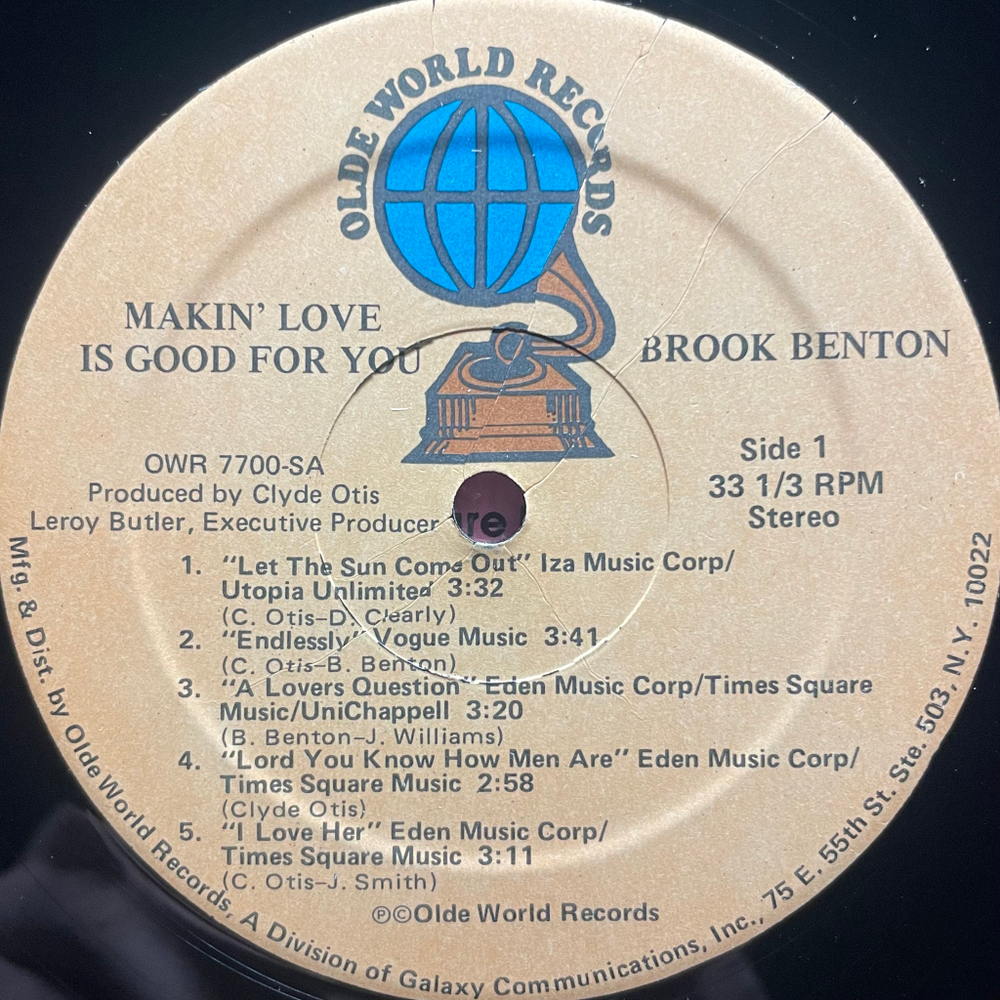 OLDE WORLD RECORDS
MAKIN' LOVE
IS GOOD FOR YOU
BROOK BENTON
OWR 7700-SA
Produced by Clyde Otis
Leroy Butler, Executive Producer
Side 1
33 1/3 RPM
Stereo
1. "Let The Sun Come Out" Iza Music Corp/
Utopia Unlimited 3:32
(C. Otis–D. Clearly)
2. "Endlessly" Vogue Music 3:41
(C. Otis–B. Benton)
3. "A Lovers Question" Eden Music Corp/Times Square
Music/UniChappell 3:20
(B. Benton–J. Williams)
4. "Lord You Know How Men Are" Eden Music Corp/
Times Square Music 2:58
(Clyde Otis)
5. "I Love Her" Eden Music Corp/
Times Square Music 3:11
(C. Otis–J. Smith)
℗©Olde World Records
Mfg. & Dist. by Olde World Records, A Division of Galaxy Communications, Inc., 75 E. 55th St. Ste. 503, N.Y. 10022